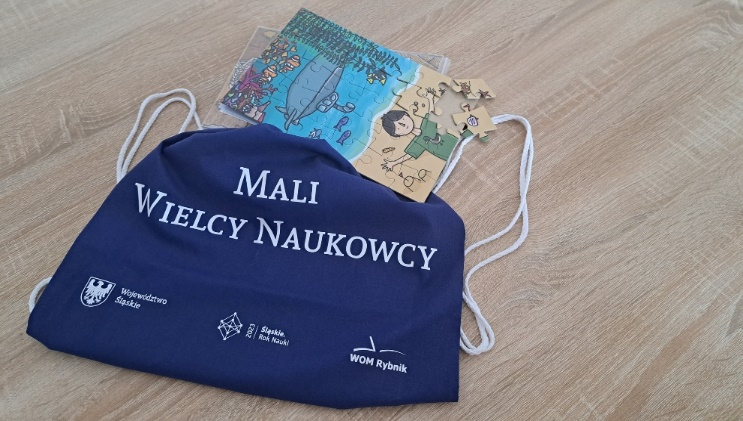 MALI
WIELCY NAUKOWCY
Województwo
Śląskie
2023
Śląskie.
Rok Nauki
WOM Rybnik